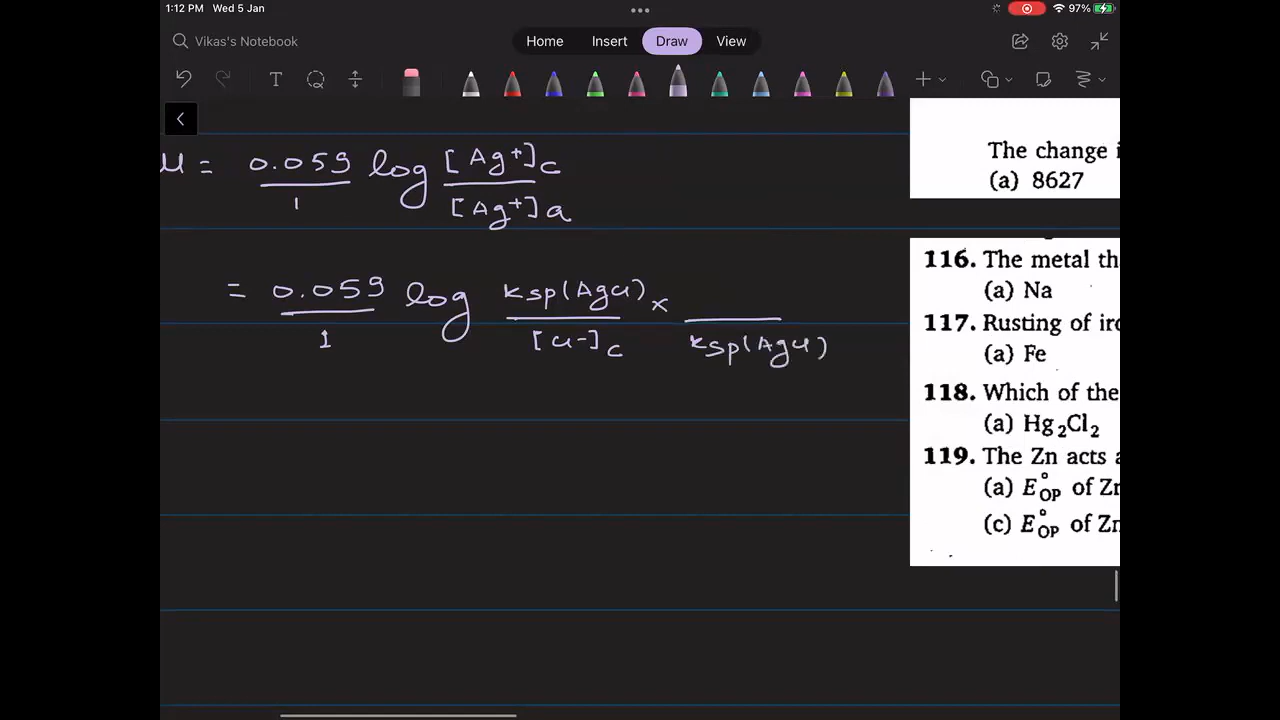 1:12 PM Wed 5 Jan
97%
Vikas's Notebook
Home Insert Draw View
= 0.059/1 log [Ag+]c/[Ag+]a
= 0.059/1 log Ksp(AgCl)/[Cl-]c × /Ksp(AgCl)
The change i
(a) 8627
116. The metal th
(a) Na
117. Rusting of iro
(a) Fe
118. Which of the
(a) Hg2Cl2
119. The Zn acts a
(a) E°OP of Zn
(c) E°OP of Zn